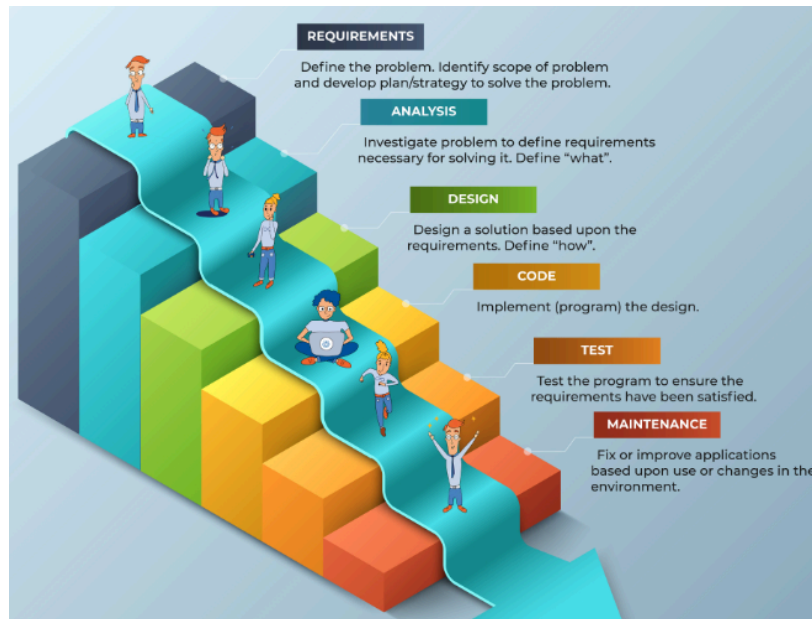 REQUIREMENTS
Define the problem. Identify scope of problem
and develop plan/strategy to solve the problem.
ANALYSIS
Investigate problem to define requirements
necessary for solving it. Define “what”.
DESIGN
Design a solution based upon the
requirements. Define “how”.
CODE
Implement (program) the design.
TEST
Test the program to ensure the
requirements have been satisfied.
MAINTENANCE
Fix or improve applications
based upon use or changes in the
environment.